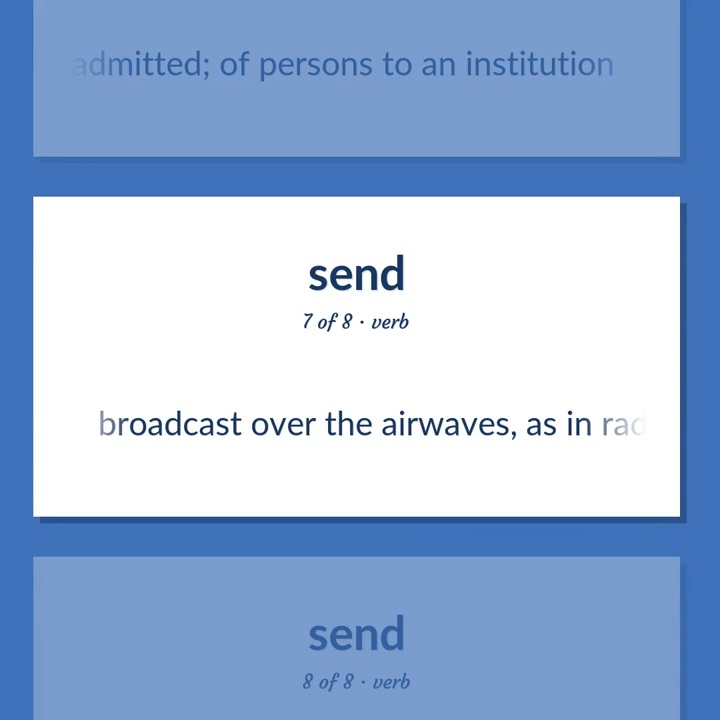 admitted; of persons to an institution
send
7 of 8 · verb
broadcast over the airwaves, as in
send
8 of 8 · verb